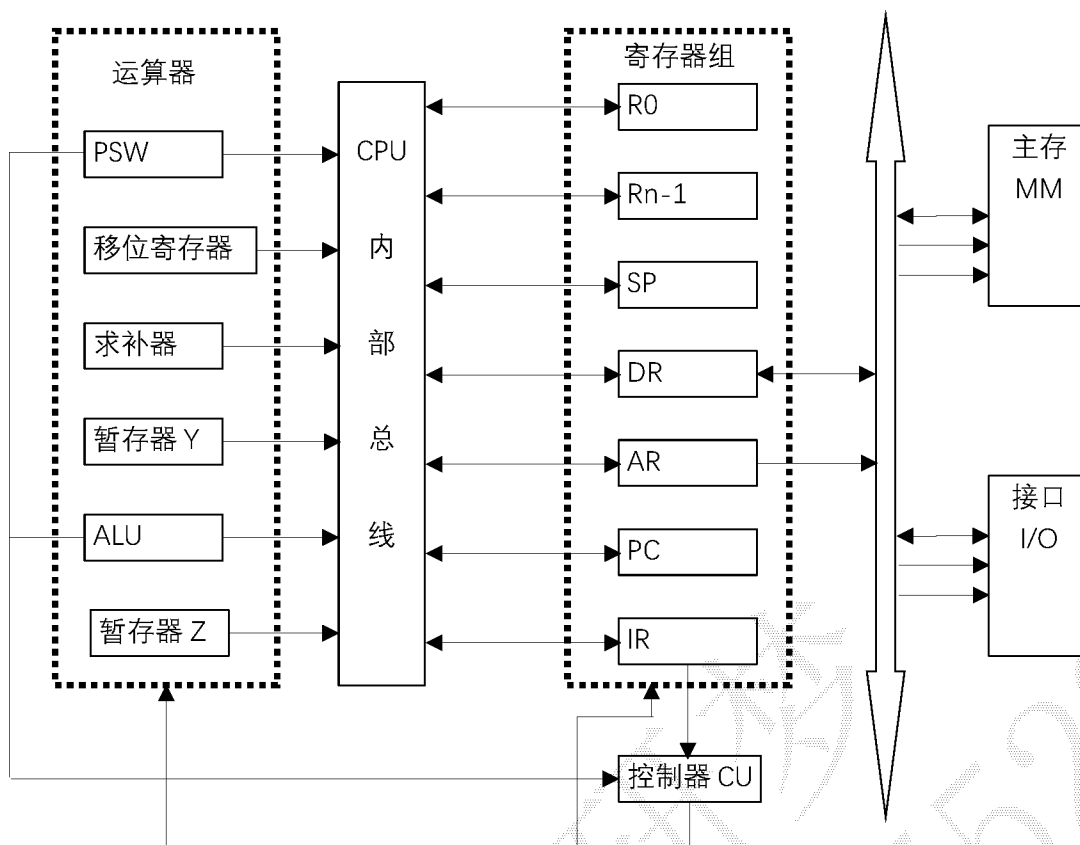 运算器
PSW
移位寄存器
求补器
暂存器 Y
ALU
暂存器 Z
CPU
内
部
总
线
寄存器组
R0
Rn-1
SP
DR
AR
PC
IR
控制器 CU
主存
MM
接口
I/O